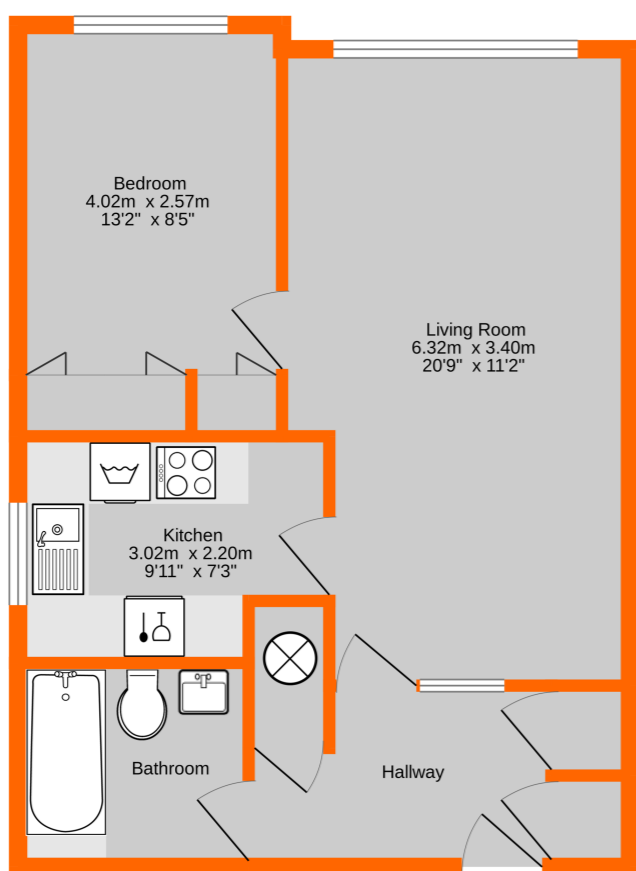 Bedroom
4.02m x 2.57m
13'2" x 8'5"
Living Room
6.32m x 3.40m
20'9" x 11'2"
Kitchen
3.02m x 2.20m
9'11" x 7'3"
Bathroom
Hallway